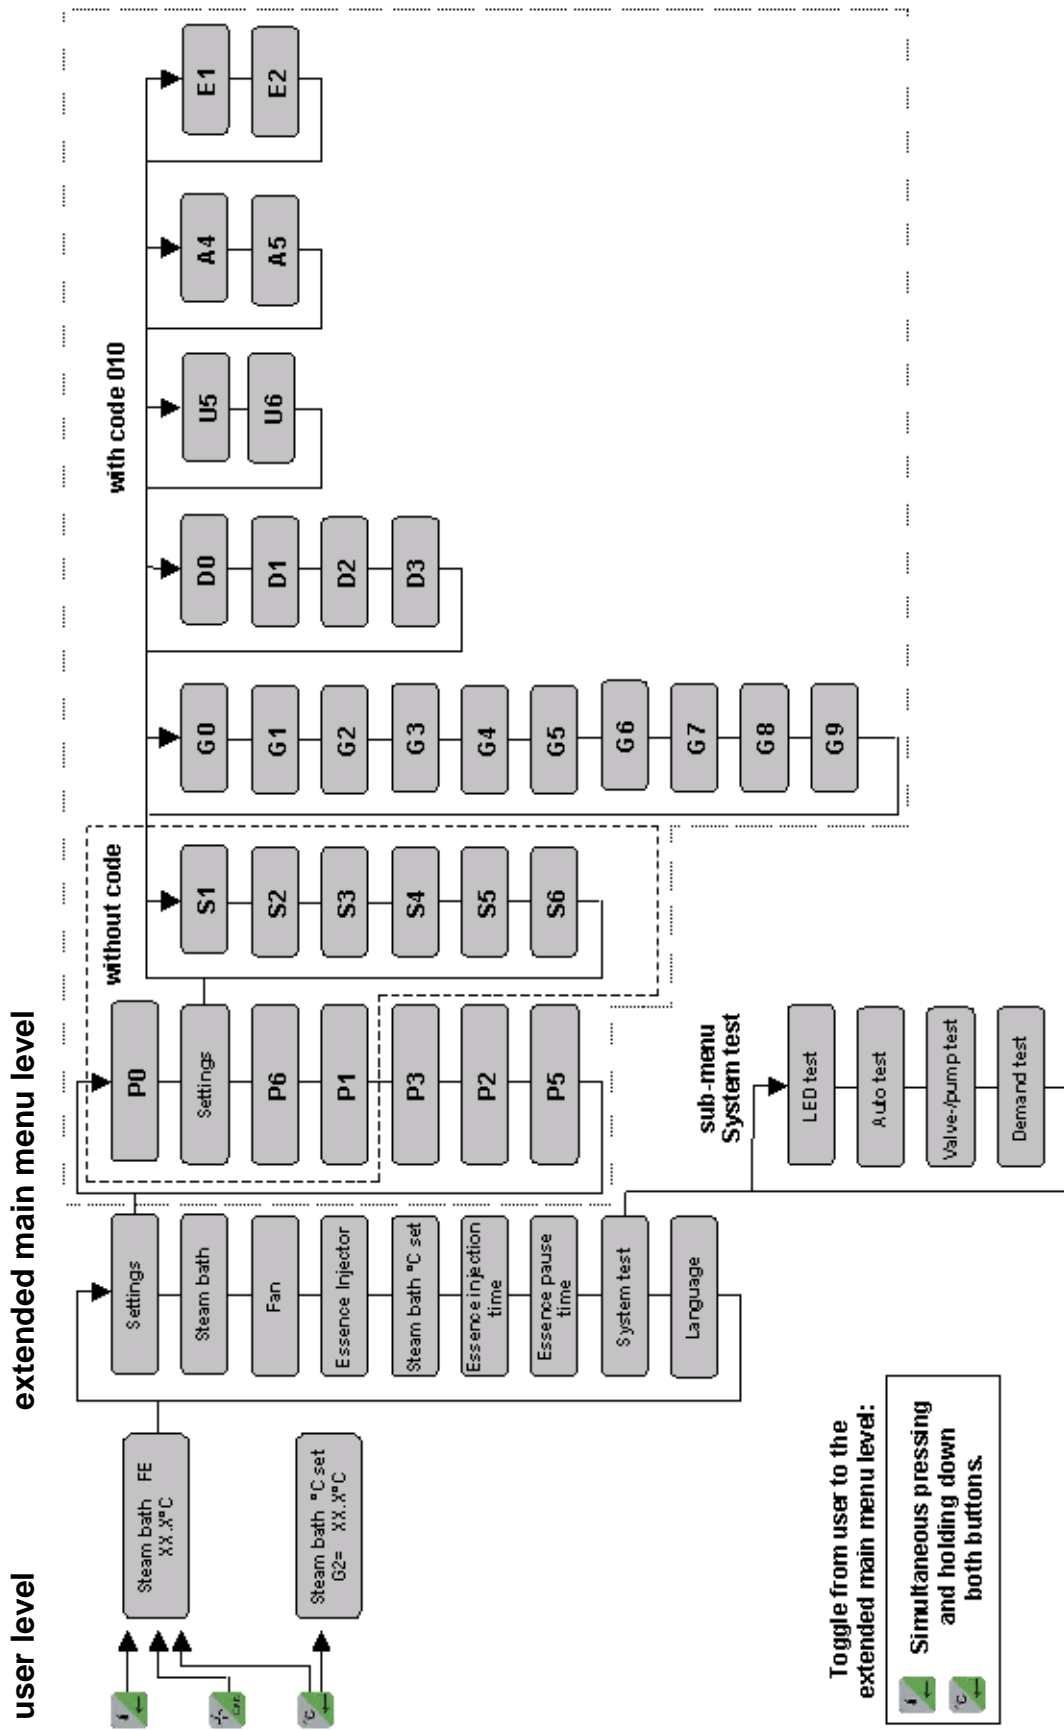 user level
extended main menu level
Steam bath FE
XX.X°C
Steam bath °C set
G2= XX.X°C
Settings
Steam bath
Fan
Essence Injector
Steam bath °C set
Essence injection
time
Essence pause
time
System test
Language
P0
Settings
P6
P1
P3
P2
P5
without code
S1
S2
S3
S4
S5
S6
with code 010
G0
G1
G2
G3
G4
G5
G6
G7
G8
G9
D0
D1
D2
D3
U5
U6
A4
A5
E1
E2
sub-menu
System test
LED test
Auto test
Valve-/pump test
Demand test
Toggle from user to the
extended main menu level:
Simultaneous pressing
and holding down
both buttons.
°C
°C